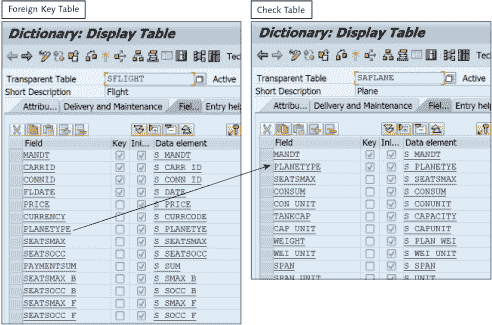 Foreign Key Table
Dictionary: Display Table
Tec
Transparent Table SFLIGHT Active
Short Description Flight
Attribu... Delivery and Maintenance Fiel... Entry help
Field Key Ini... Data element
MANDT S_MANDT
CARRID S_CARR_ID
CONNID S_CONN_ID
FLDATE S_DATE
PRICE S_PRICE
CURRENCY S_CURRCODE
PLANETYPE S_PLANETYE
SEATSMAX S_SEATSMAX
SEATSOCC S_SEATSOCC
PAYMENTSUM S_SUM
SEATSMAX_B S_SMAX_B
SEATSOCC_B S_SOCC_B
SEATSMAX_F S_SMAX_F
SEATSOCC_F S_SOCC_F
Check Table
Dictionary: Display Table
Tech
Transparent Table SAPLANE Active
Short Description Plane
Attribu... Delivery and Maintenance Fiel... Entry help
Field Key Ini... Data element
MANDT S_MANDT
PLANETYPE S_PLANETYE
SEATSMAX S_SEATSMAX
CONSUM S_CONSUM
CON_UNIT S_CONUNIT
TANKCAP S_CAPACITY
CAP_UNIT S_CAPUNIT
WEIGHT S_PLAN_WEI
WEI_UNIT S_WEI_UNIT
SPAN S_SPAN
SPAN_UNIT S_UNIT